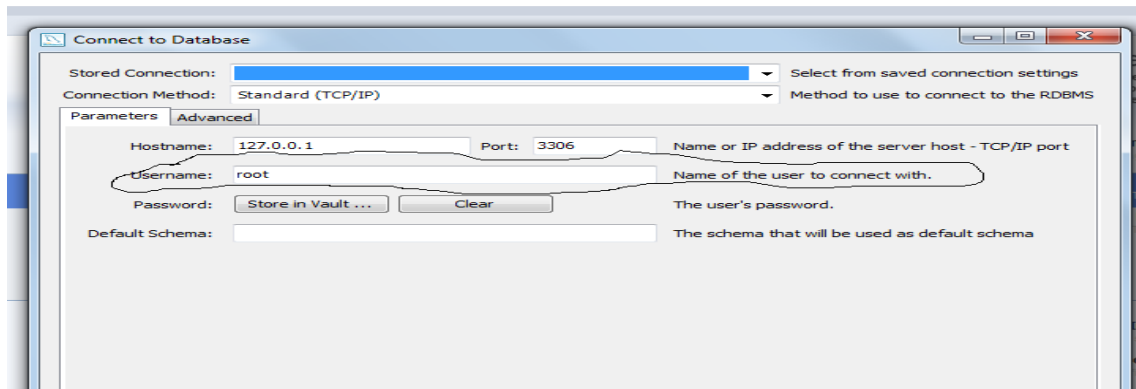 Connect to Database
Stored Connection: Select from saved connection settings
Connection Method: Standard (TCP/IP) Method to use to connect to the RDBMS
Parameters Advanced
Hostname: 127.0.0.1 Port: 3306 Name or IP address of the server host - TCP/IP port
Username: root Name of the user to connect with.
Password: Store in Vault ... Clear The user's password.
Default Schema: The schema that will be used as default schema